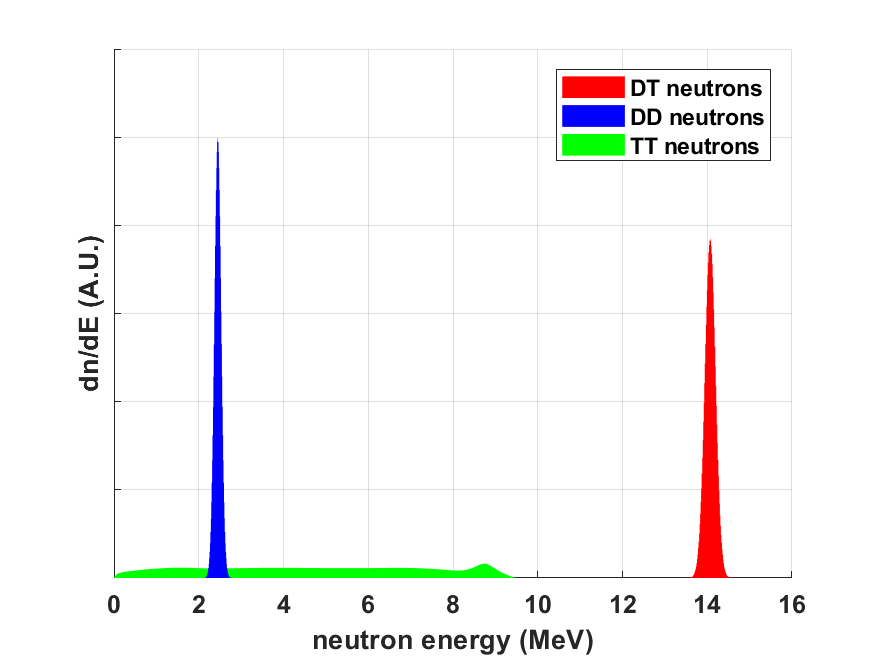 DT neutrons
DD neutrons
TT neutrons
dn/dE (A.U.)
0 2 4 6 8 10 12 14 16
neutron energy (MeV)